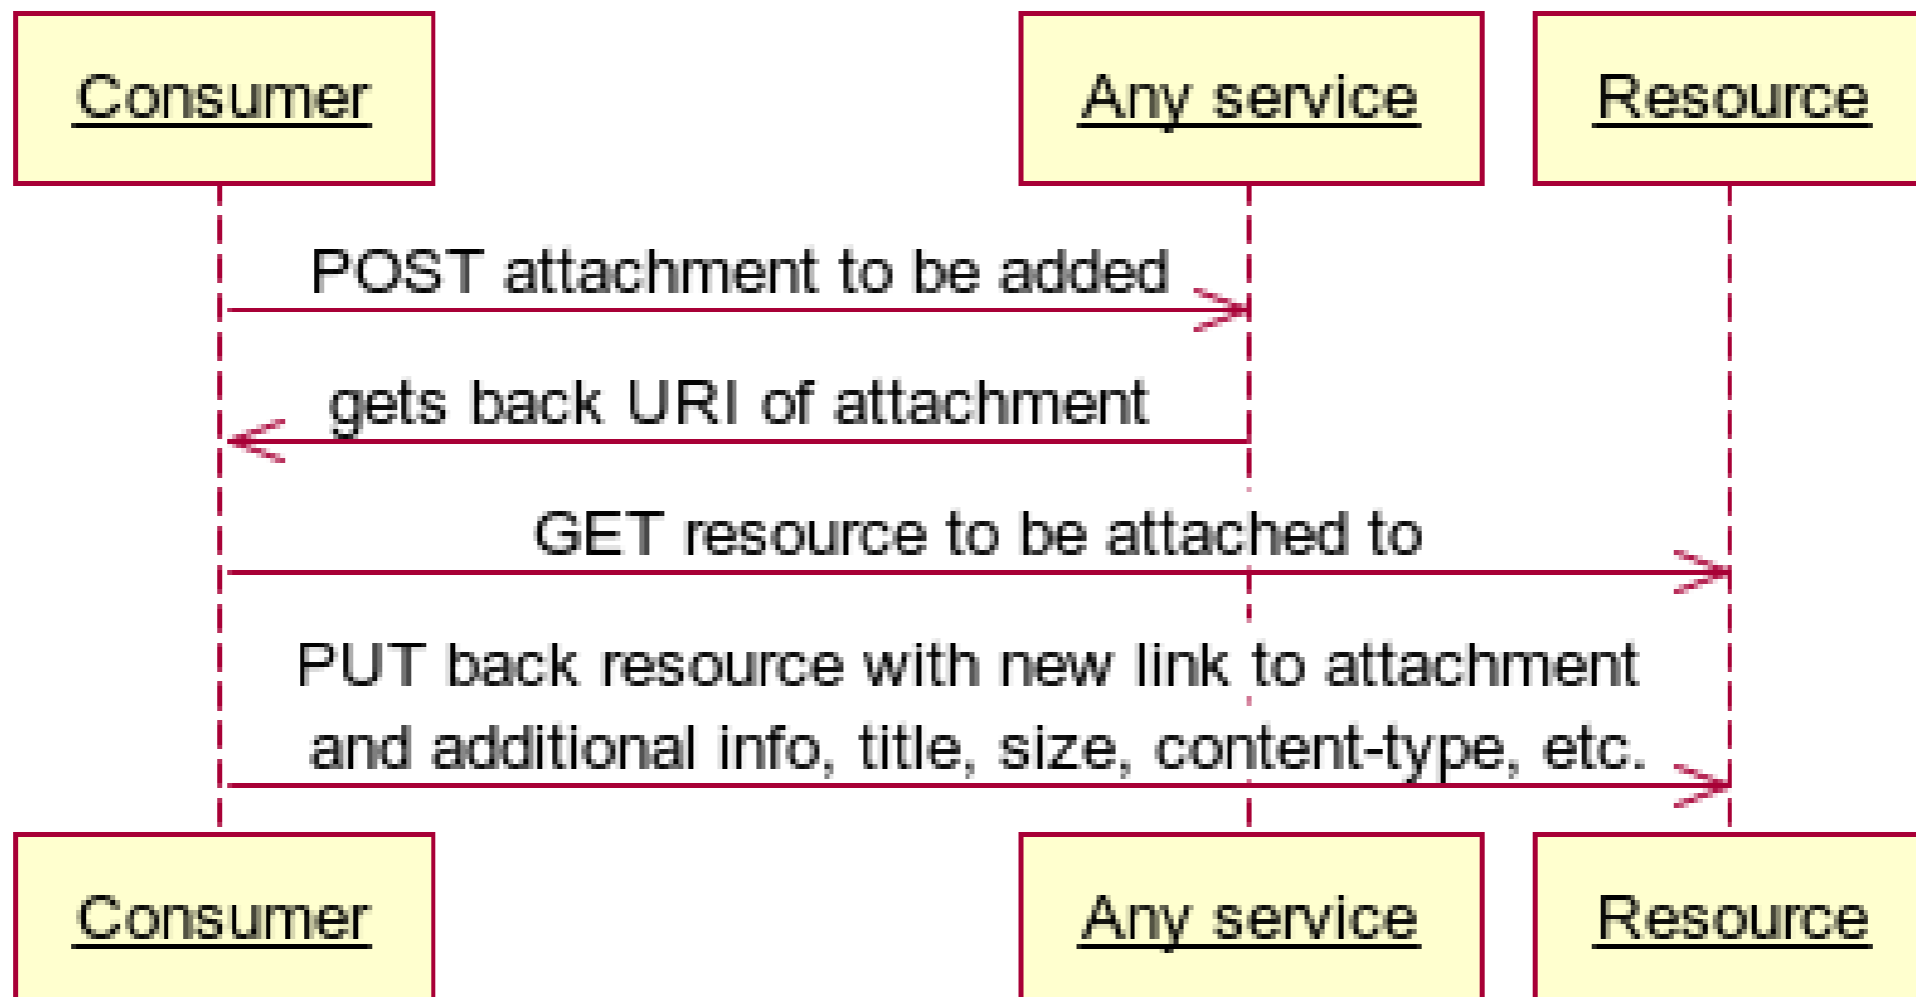 Consumer
Any service
Resource
POST attachment to be added
gets back URI of attachment
GET resource to be attached to
PUT back resource with new link to attachment
and additional info, title, size, content-type, etc.
Consumer
Any service
Resource